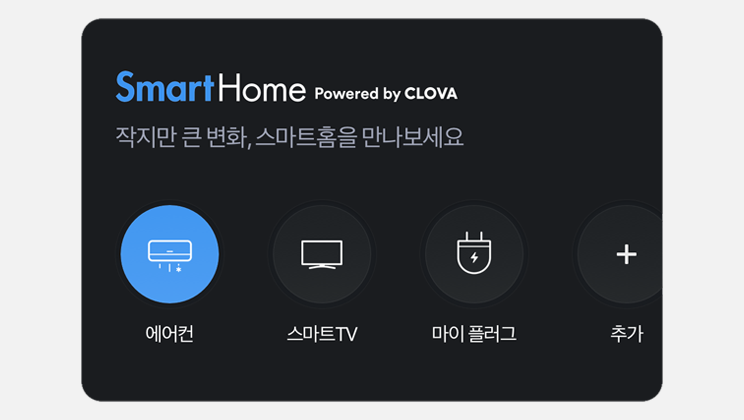 SmartHome Powered by CLOVA
작지만 큰 변화, 스마트홈을 만나보세요
에어컨
스마트TV
마이 플러그
추가